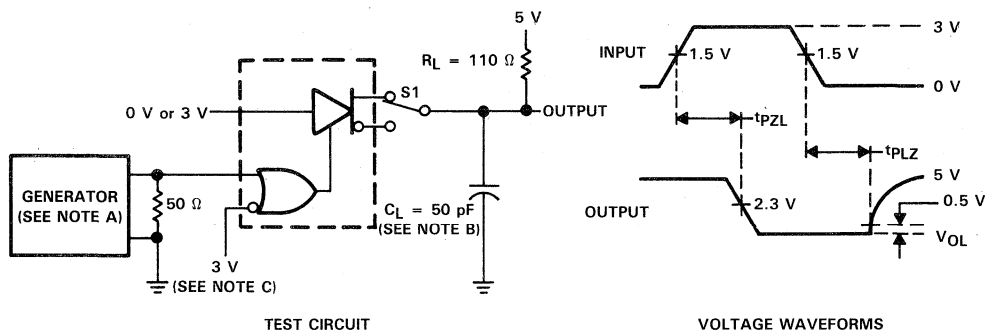 5 V
R_L = 110 Ω
S1
0 V or 3 V
OUTPUT
GENERATOR
(SEE NOTE A)
50 Ω
C_L = 50 pF
(SEE NOTE B)
3 V
(SEE NOTE C)
TEST CIRCUIT
3 V
INPUT
1.5 V
1.5 V
0 V
tPZL
tPLZ
5 V
0.5 V
OUTPUT
2.3 V
V_OL
VOLTAGE WAVEFORMS